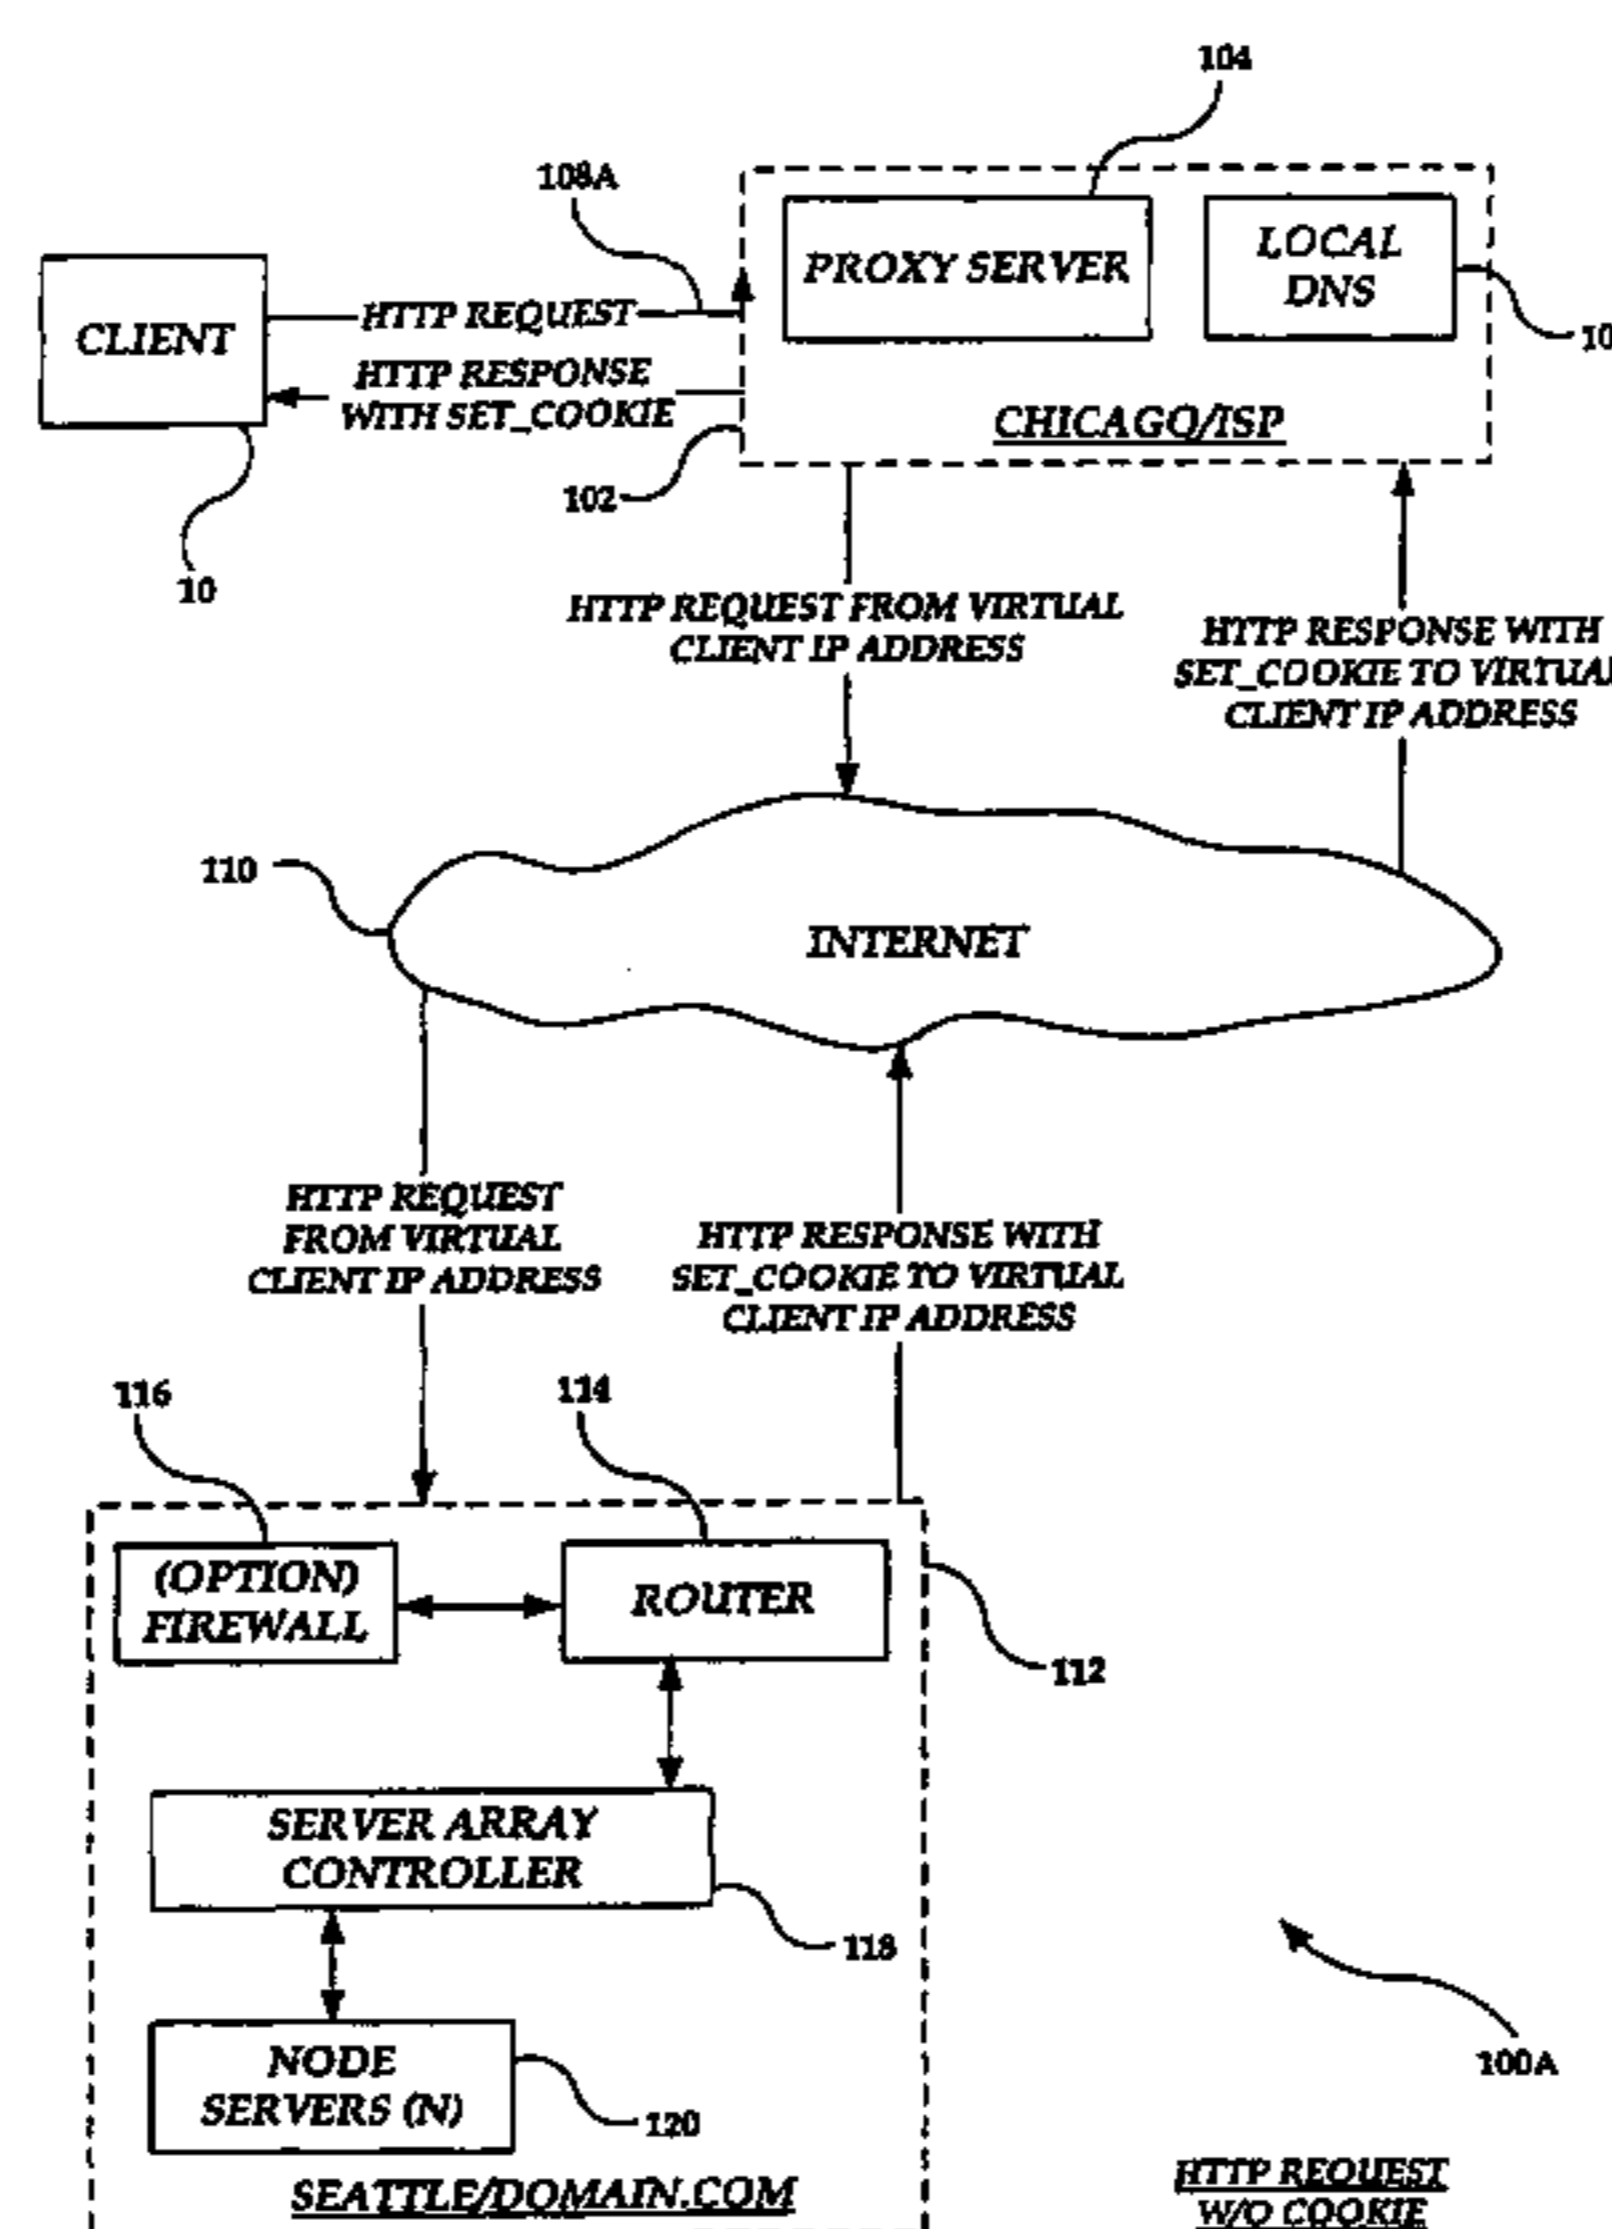 104
108A
PROXY SERVER
LOCAL
DNS
CLIENT
HTTP REQUEST
HTTP RESPONSE
WITH SET_COOKIE
CHICAGO/ISP
102
10
HTTP REQUEST FROM VIRTUAL
CLIENT IP ADDRESS
HTTP RESPONSE WITH
SET_COOKIE TO VIRTUAL
CLIENT IP ADDRESS
110
INTERNET
HTTP REQUEST
FROM VIRTUAL
CLIENT IP ADDRESS
HTTP RESPONSE WITH
SET_COOKIE TO VIRTUAL
CLIENT IP ADDRESS
116
114
(OPTION)
FIREWALL
ROUTER
112
SERVER ARRAY
CONTROLLER
118
NODE
SERVERS (N)
120
100A
SEATTLE/DOMAIN.COM
HTTP REQUEST
W/O COOKIE